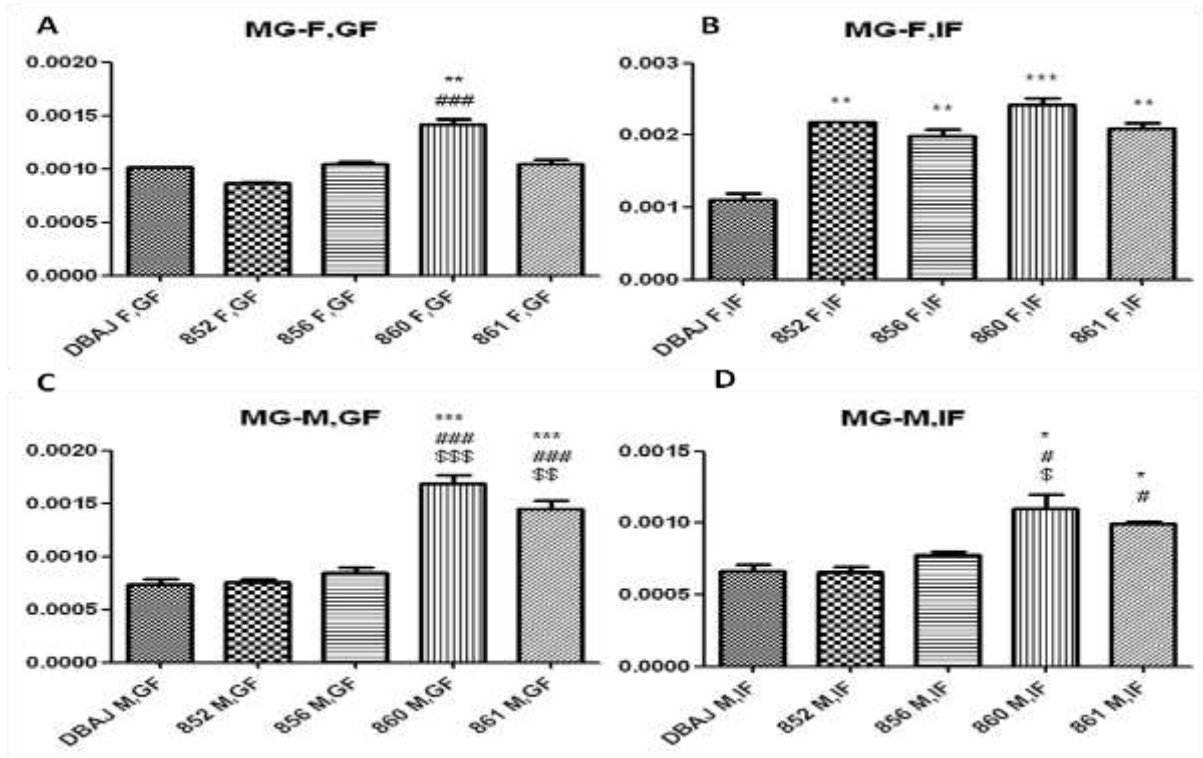 A
MG-F,GF
0.0020
0.0015
0.0010
0.0005
0.0000
**
###
DBAJ F,GF
852 F,GF
856 F,GF
860 F,GF
861 F,GF
B
MG-F,IF
0.003
0.002
0.001
0.000
**
**
***
**
DBAJ F,IF
852 F,IF
856 F,IF
860 F,IF
861 F,IF
C
MG-M,GF
0.0020
0.0015
0.0010
0.0005
0.0000
***
###
$$$
***
###
$$
DBAJ M,GF
852 M,GF
856 M,GF
860 M,GF
861 M,GF
D
MG-M,IF
0.0015
0.0010
0.0005
0.0000
*
#
$
*
#
DBAJ M,IF
852 M,IF
856 M,IF
860 M,IF
861 M,IF